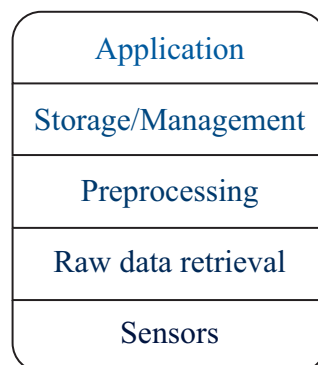 Application
Storage/Management
Preprocessing
Raw data retrieval
Sensors